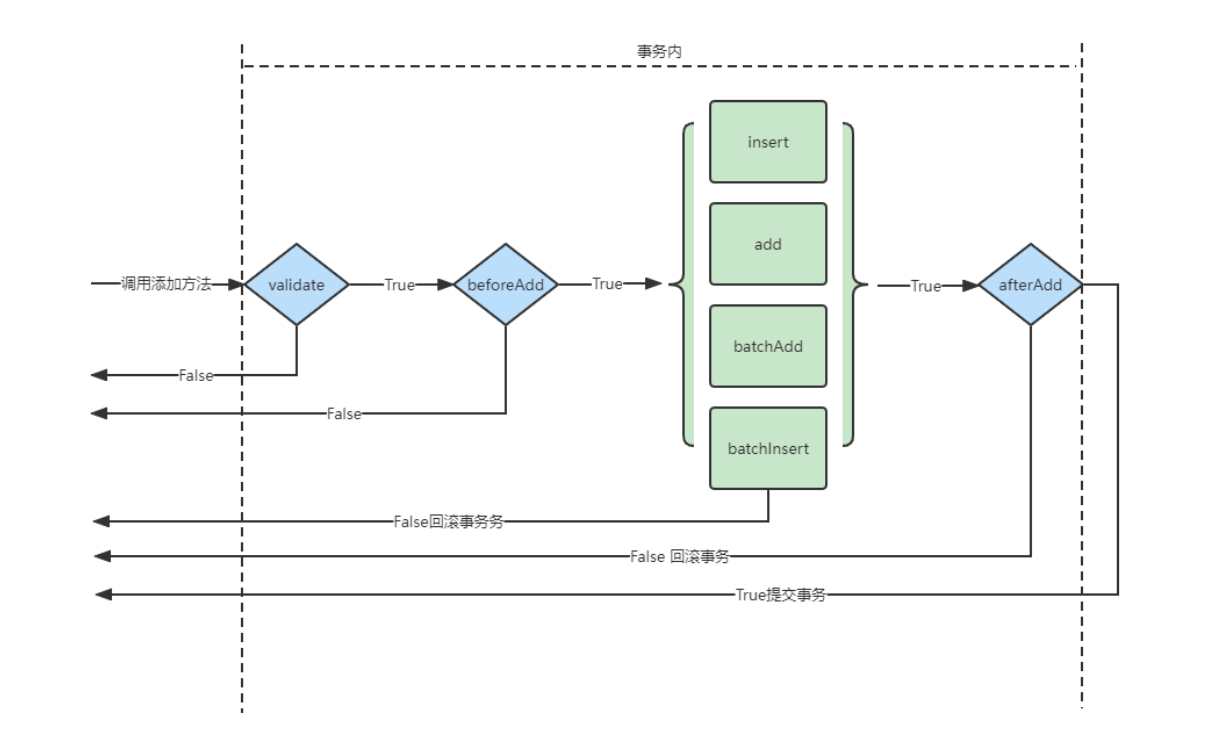 事务内
insert
add
调用添加方法
validate
True
beforeAdd
True
True
afterAdd
batchAdd
False
False
batchInsert
False回滚事务务
False 回滚事务
True提交事务